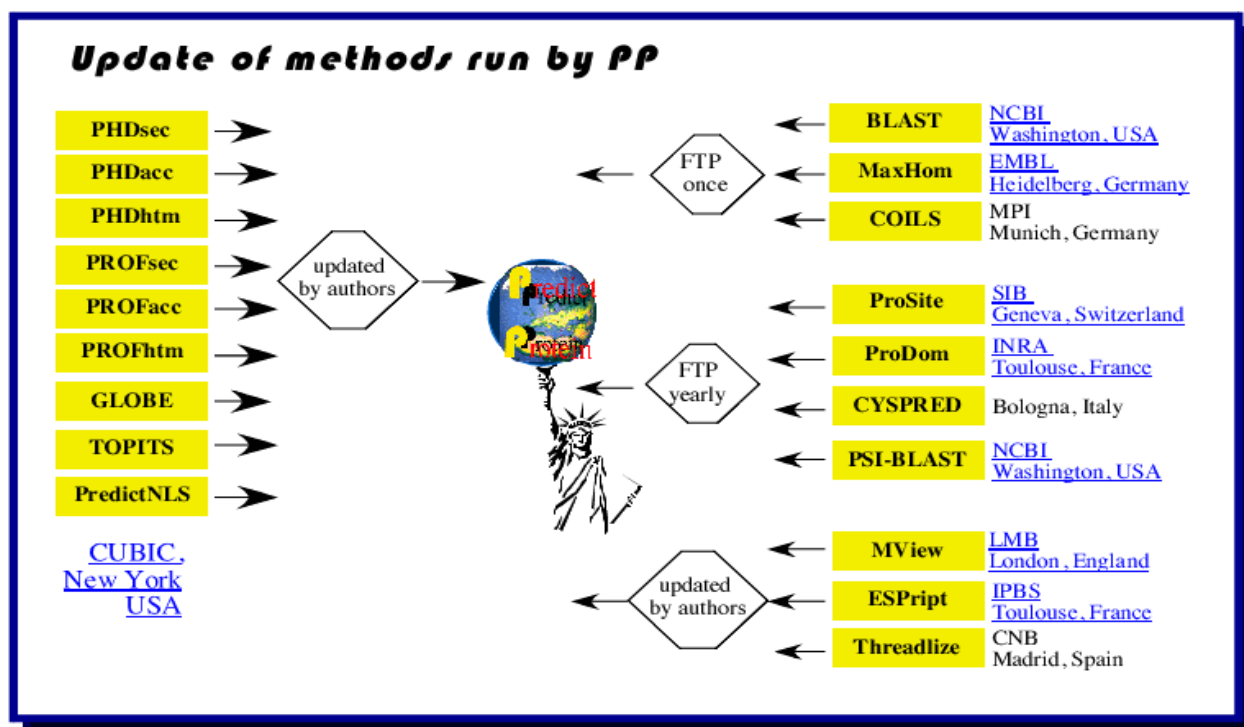 Update of methods run by PP
PHDsec
PHDacc
PHDhtm
PROFsec
PROFacc
PROFhtm
GLOBE
TOPITS
PredictNLS
CUBIC,
New York
USA
updated
by authors
Predict
Protein
FTP
once
BLAST
NCBI
Washington, USA
MaxHom
EMBL
Heidelberg, Germany
COILS
MPI
Munich, Germany
FTP
yearly
ProSite
SIB
Geneva, Switzerland
ProDom
INRA
Toulouse, France
CYSPRED
Bologna, Italy
PSI-BLAST
NCBI
Washington, USA
updated
by authors
MView
LMB
London, England
ESPript
IPBS
Toulouse, France
Threadlize
CNB
Madrid, Spain